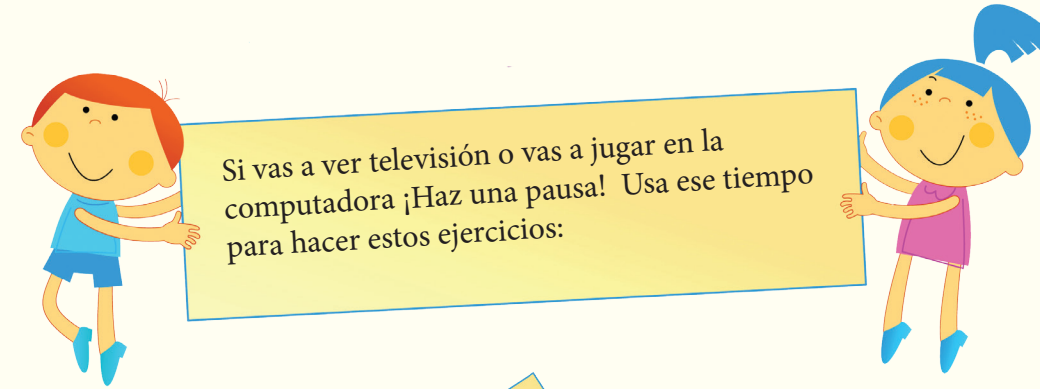 Si vas a ver televisión o vas a jugar en la
computadora ¡Haz una pausa!  Usa ese tiempo
para hacer estos ejercicios: